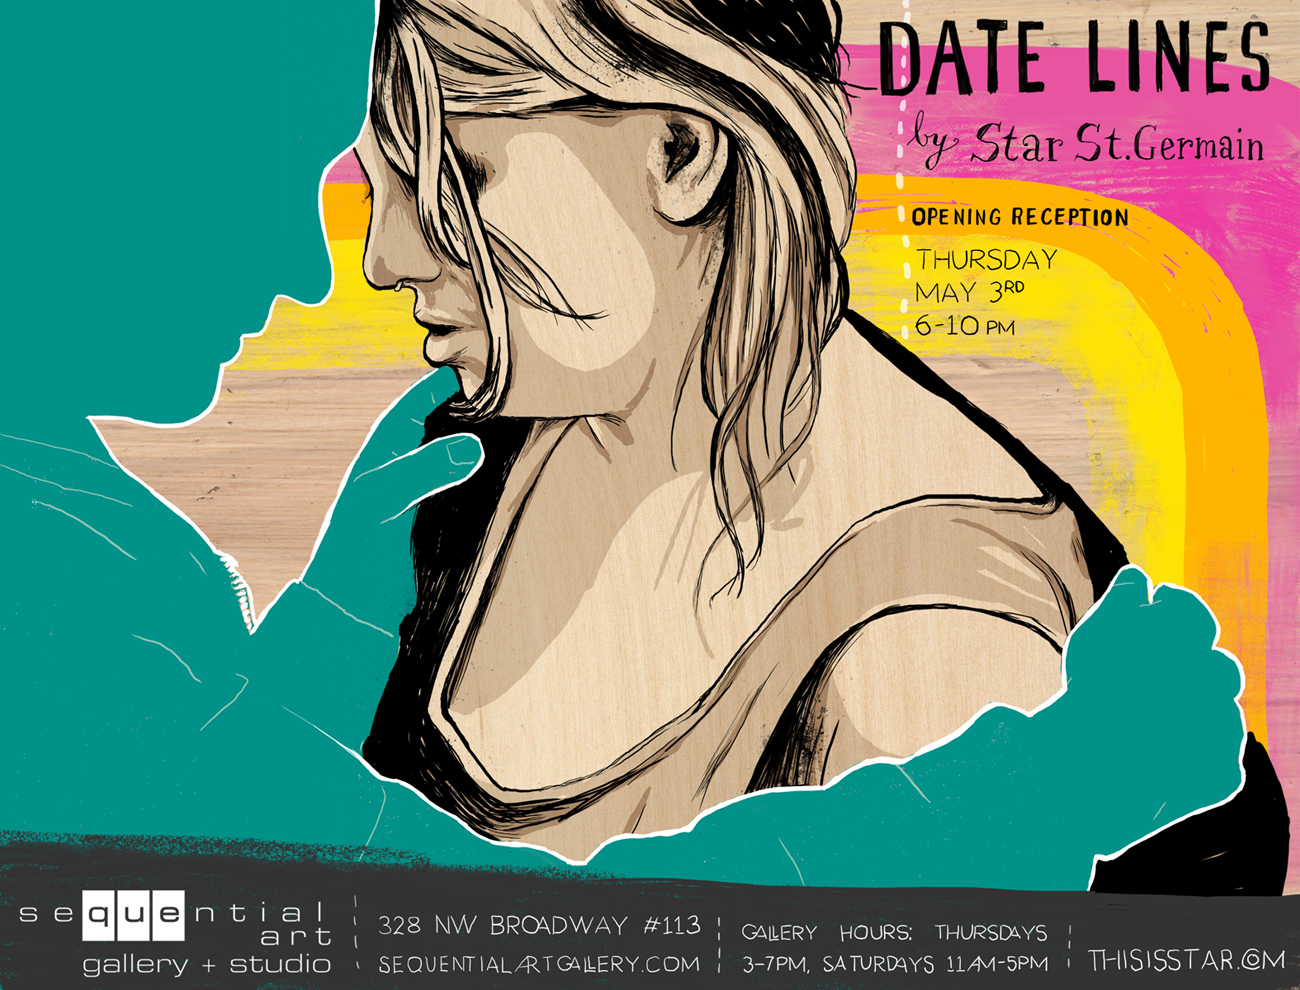 DATE LINES
by Star St.Germain
OPENING RECEPTION
THURSDAY
MAY 3RD
6-10 PM
sequential
art
gallery + studio
328 NW BROADWAY #113
SEQUENTIALARTGALLERY.COM
GALLERY HOURS: THURSDAYS
3-7PM, SATURDAYS 11AM-5PM
THISISSTAR.COM